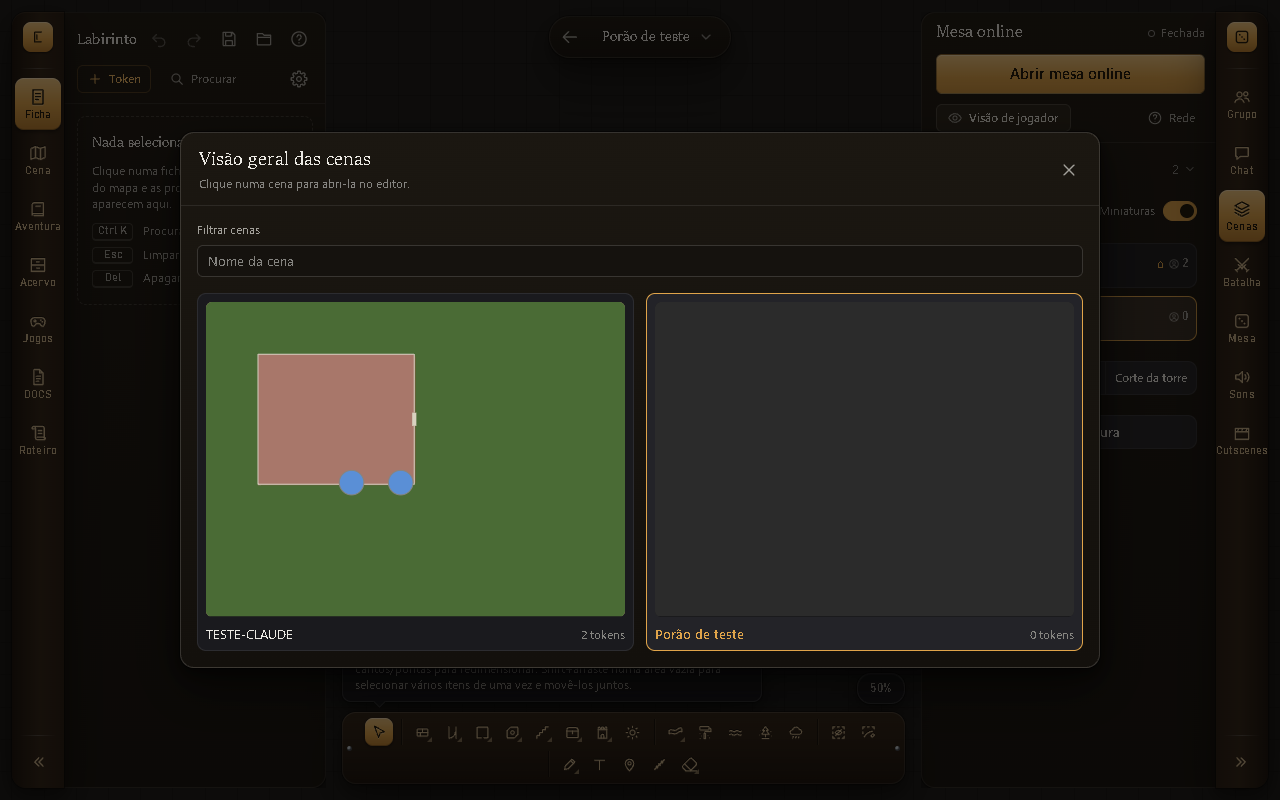 Labirinto
Porão de teste
Mesa online
Fechada
Token
Procurar
Abrir mesa online
Visão de jogador
Rede
Ficha
Cena
Aventura
Acervo
Jogos
DOCS
Roteiro
Nada selecion
Clique numa fich
do mapa e as pro
aparecem aqui.
Ctrl K Procur
Esc Limpar
Del Apagar
Visão geral das cenas
Clique numa cena para abri-la no editor.
Filtrar cenas
Nome da cena
TESTE-CLAUDE
2 tokens
Porão de teste
0 tokens
2
Miniaturas
2
0
Corte da torre
ura
Grupo
Chat
Cenas
Batalha
Mesa
Sons
Cutscenes
selecionar vários itens de uma vez e movê-los juntos.
50%